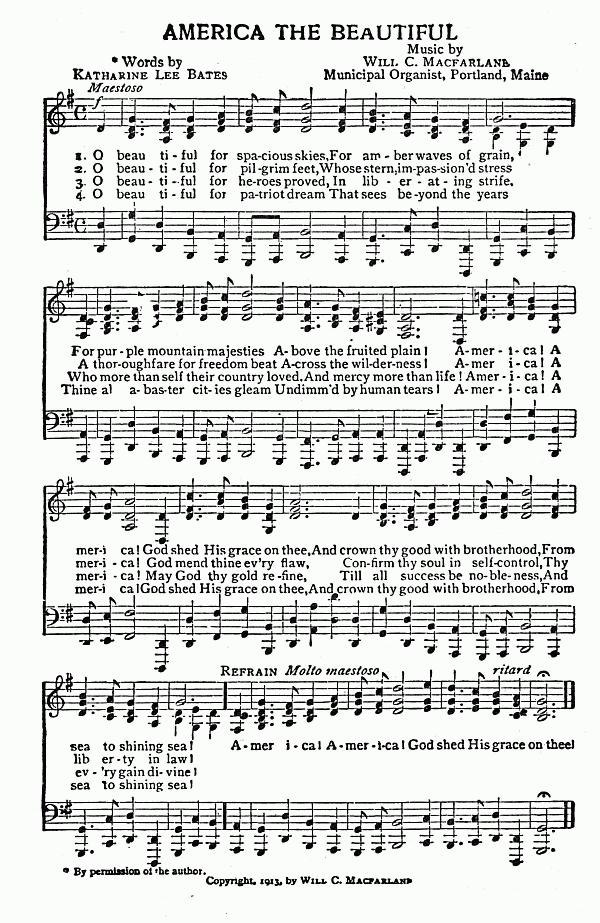 AMERICA THE BEAUTIFUL
Music by
* Words by WILL C. MACFARLAND
KATHARINE LEE BATES Municipal Organist, Portland, Maine
Maestoso
f
1. O beau ti - ful for spa-cious skies, For am - ber waves of grain,
2. O beau - ti - ful for pil-grim feet, Whose stern, im-pas-sion'd stress
3. O beau - ti - ful for he-roes proved, In lib - er - at - ing strife,
4. O beau ti - ful for pa-triot dream That sees be-yond the years
For pur-ple mountain majesties A-bove the fruited plain! A-mer - i - ca! A
A thor-oughfare for freedom beat A-cross the wil-der-ness! A-mer i - ca! A
Who more than self their country loved, And mercy more than life! Amer - i - ca! A
Thine al a-bas-ter cit-ies gleam Undimm'd by human tears! A-mer - i - ca! A
mer-i ca! God shed His grace on thee, And crown thy good with brotherhood, From
mer-i - ca! God mend thine ev'ry flaw, Con-firm thy soul in self-control, Thy
mer-i - ca! May God thy gold re-fine, Till all success be no-ble-ness, And
mer-i ca! God shed His grace on thee, And crown thy good with brotherhood, From
REFRAIN Molto maestoso ritard
sea to shining sea! A-mer i-ca! A-mer-i-ca! God shed His grace on thee!
lib er-ty in law!
ev-'ry gain di-vine!
sea to shining sea!
* By permission of the author.
Copyright, 1913, by WILL C. MACFARLAND